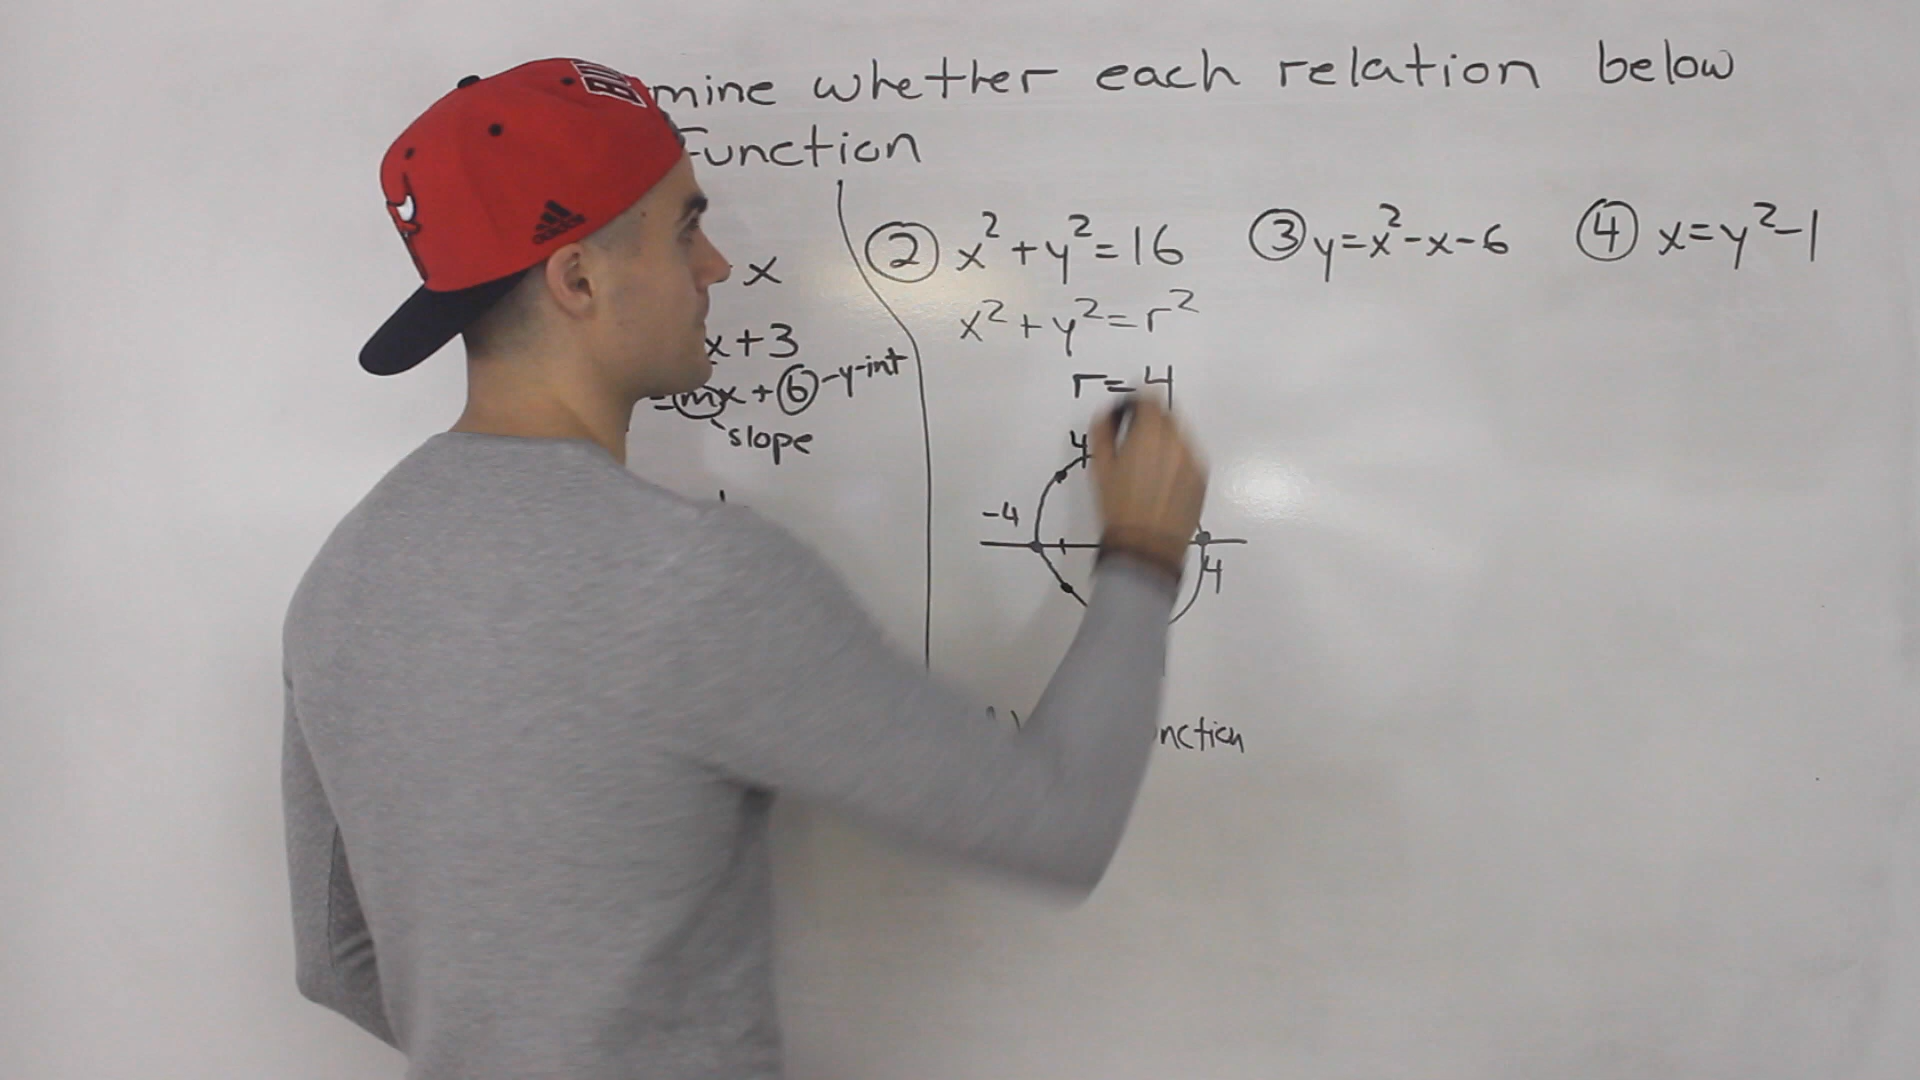 mine whether each relation below
Function
x
x+3
=mx+b-y-int
slope
② x²+y²=16
x²+y²=r²
r=4
4
-4
4
nction
③ y=x²-x-6
④ x=y²-1